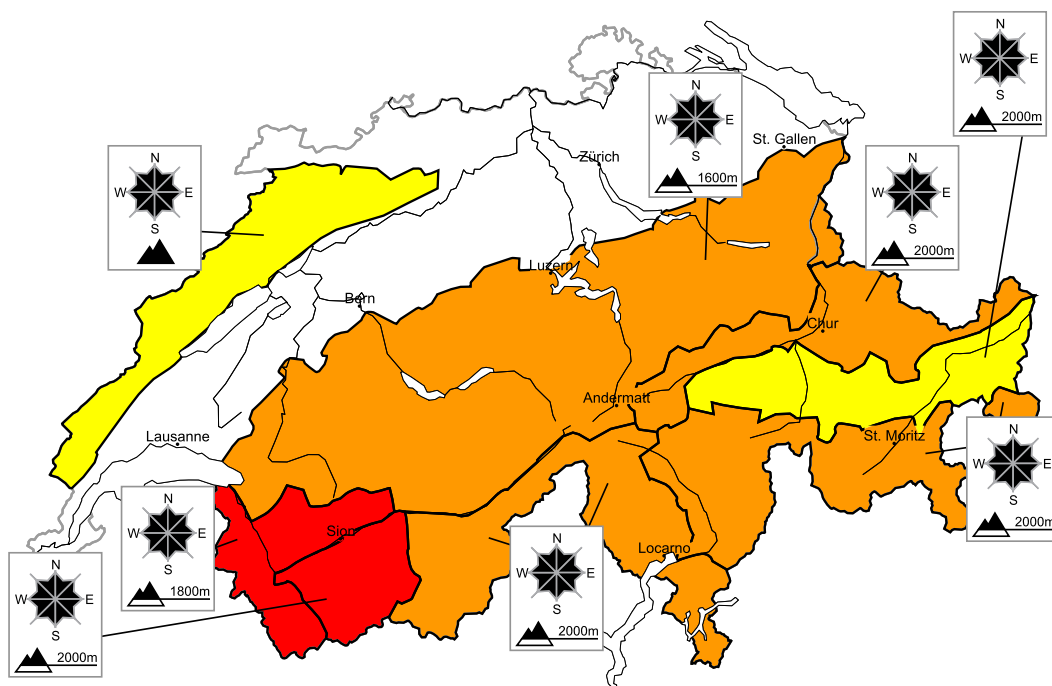 N
W E
S
2000m
N
W E
S
1600m
St. Gallen
Zürich
N
W E
S
N
W E
S
2000m
Luzern
Bern
Chur
Andermatt
Lausanne
St. Moritz
N
W E
S
2000m
N
W E
S
1800m
Sion
Locarno
N
W E
S
2000m
N
W E
S
2000m